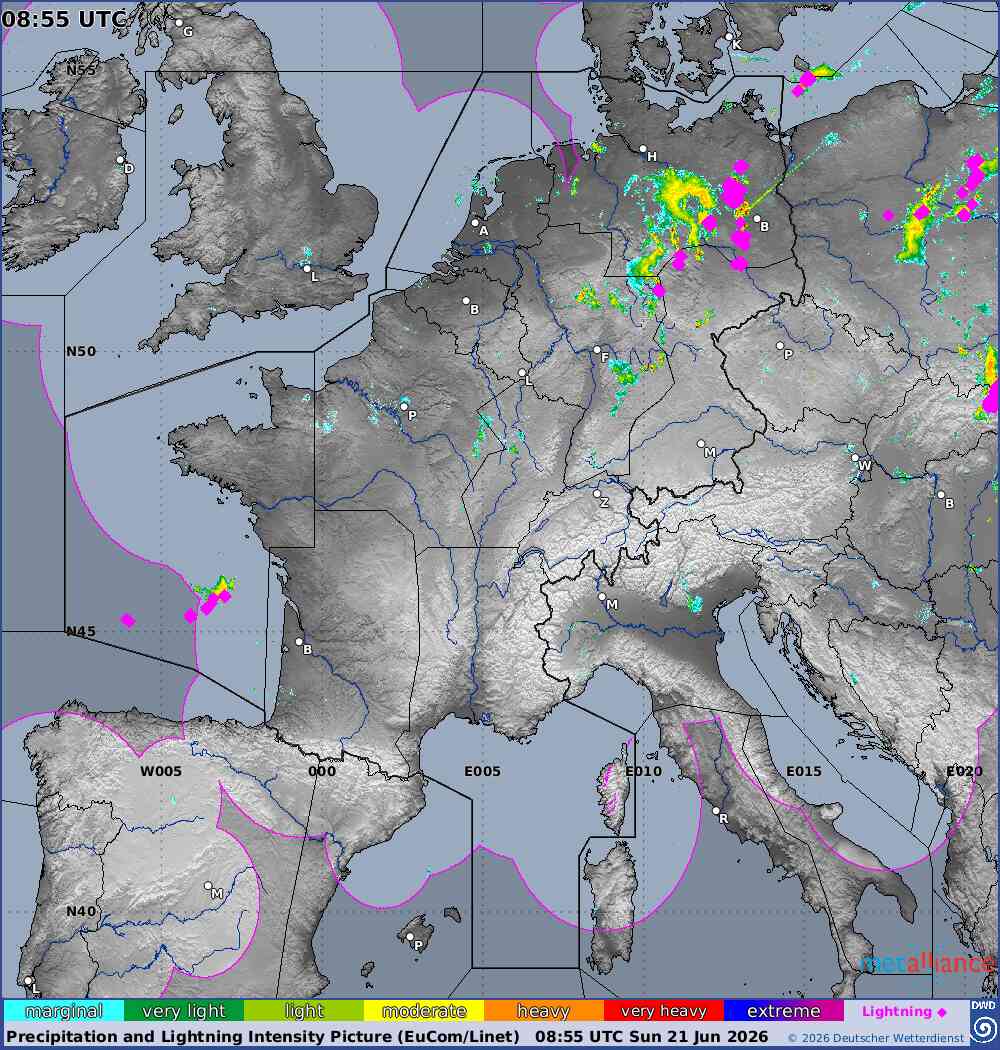 08:55 UTC
G
K
N55
D
H
A
B
L
B
N50
F
P
L
P
M
W
Z
B
M
N45
B
W005
000
E005
E010
E015
E020
R
M
N40
P
L
metalliance
marginal
very light
light
moderate
heavy
very heavy
extreme
Lightning
DWD
Precipitation and Lightning Intensity Picture (EuCom/Linet) 08:55 UTC Sun 21 Jun 2026
© 2026 Deutscher Wetterdienst